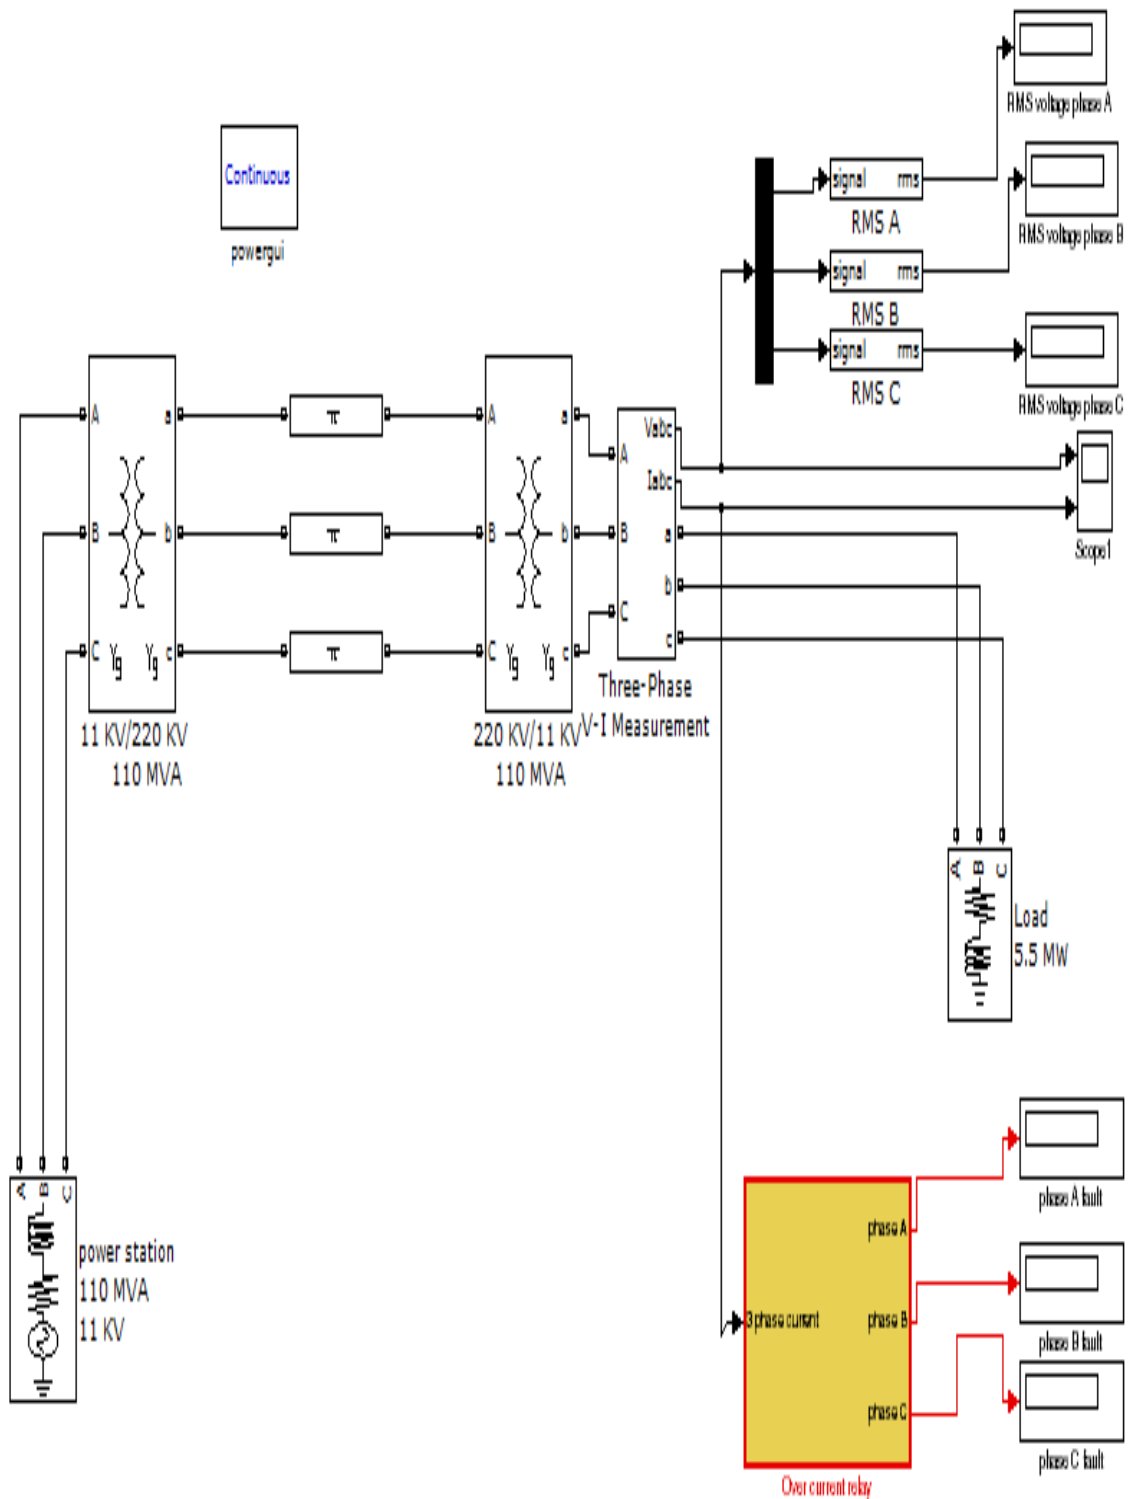 RMS voltage phase A
Continuous
powergui
signal rms
RMS A
RMS voltage phase B
signal rms
RMS B
signal rms
RMS C
RMS voltage phase C
A a
B b
C c
Yg Yg
11 KV/220 KV
110 MVA
π
π
π
A a
B b
C c
Yg Yg
220 KV/11 KV
110 MVA
Vabc
Iabc
A
B
C
a
b
c
Three-Phase
V-I Measurement
Scope1
A B C
Load
5.5 MW
A B C
power station
110 MVA
11 KV
3 phase current
phase A
phase B
phase C
Over current relay
phase A fault
phase B fault
phase C fault